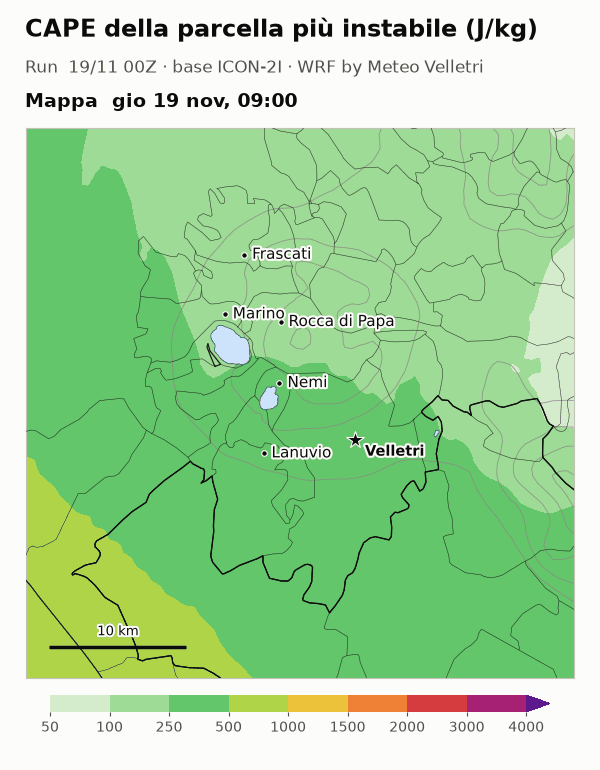 CAPE della parcella più instabile (J/kg)
Run  19/11 00Z · base ICON-2I · WRF by Meteo Velletri
Mappa  gio 19 nov, 09:00
Frascati
Marino
Rocca di Papa
Nemi
Velletri
Lanuvio
10 km
50 100 250 500 1000 1500 2000 3000 4000